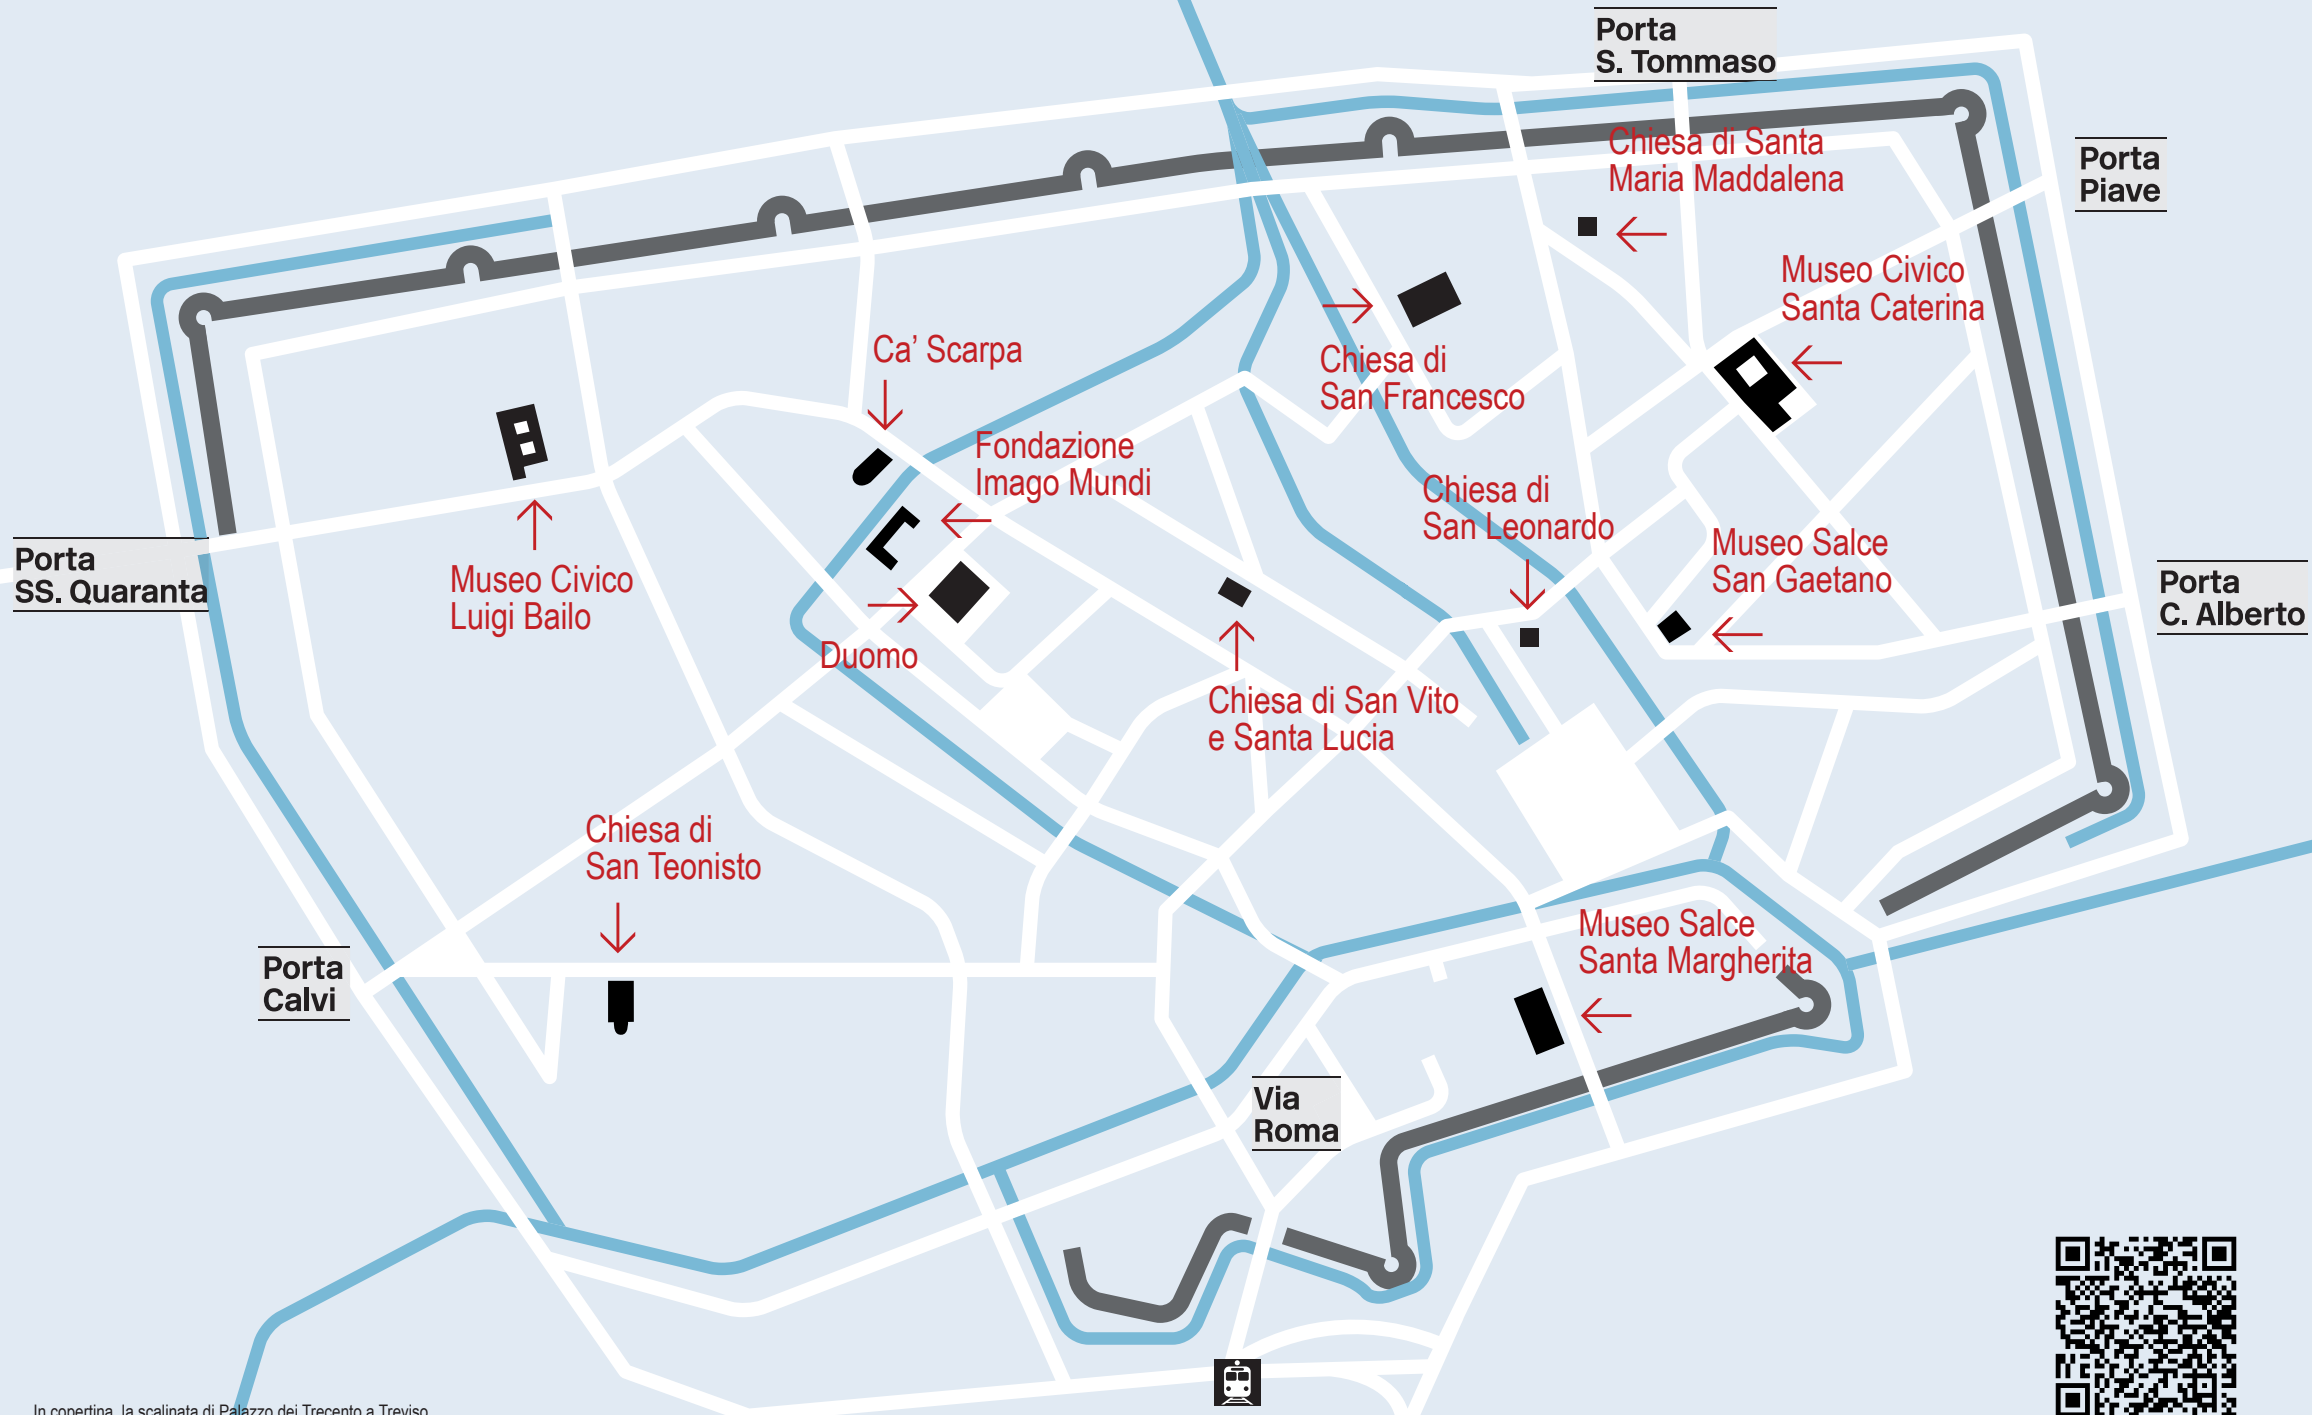 Porta
S. Tommaso
Chiesa di Santa
Maria Maddalena
Porta
Piave
Museo Civico
Santa Caterina
Ca’ Scarpa
Chiesa di
San Francesco
Fondazione
Imago Mundi
Chiesa di
San Leonardo
Museo Salce
San Gaetano
Porta
SS. Quaranta
Museo Civico
Luigi Bailo
Porta
C. Alberto
Duomo
Chiesa di San Vito
e Santa Lucia
Chiesa di
San Teonisto
Museo Salce
Santa Margherita
Porta
Calvi
Via
Roma
In copertina, la scalinata di Palazzo dei Trecento a Treviso